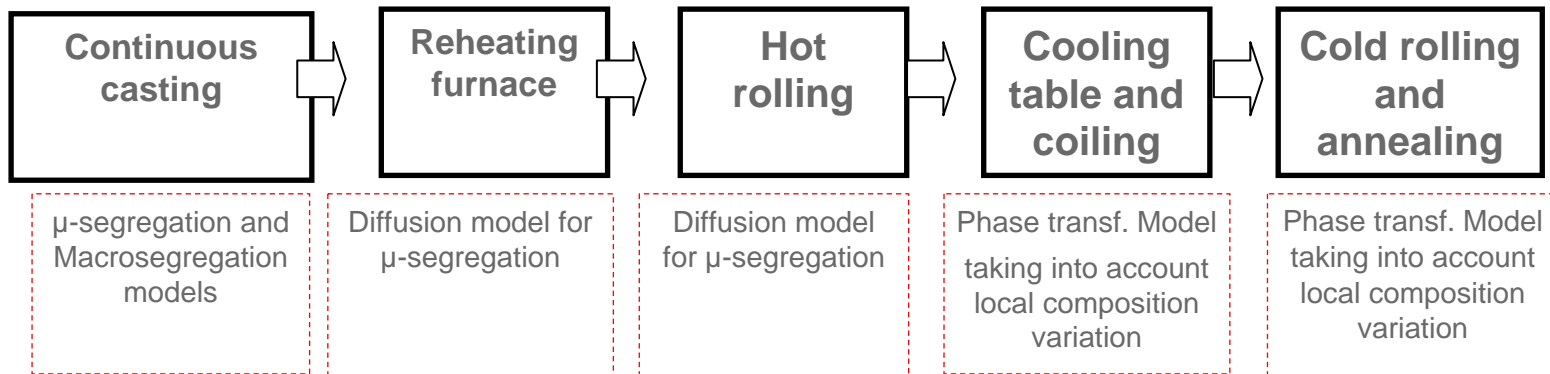 Continuous
casting
Reheating
furnace
Hot
rolling
Cooling
table and
coiling
Cold rolling
and
annealing
µ-segregation and
Macrosegregation
models
Diffusion model for
µ-segregation
Diffusion model
for µ-segregation
Phase transf. Model
taking into account
local composition
variation
Phase transf. Model
taking into account
local composition
variation